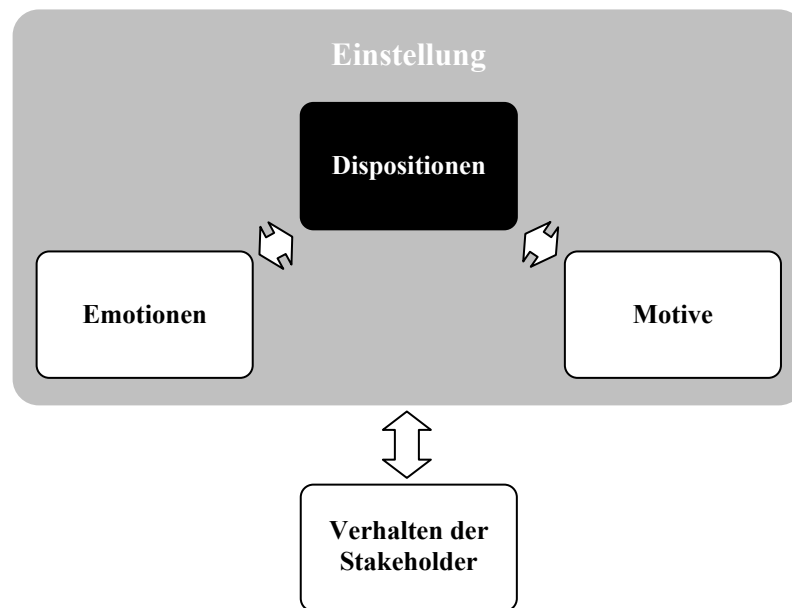 Einstellung
Dispositionen
Emotionen
Motive
Verhalten der
Stakeholder